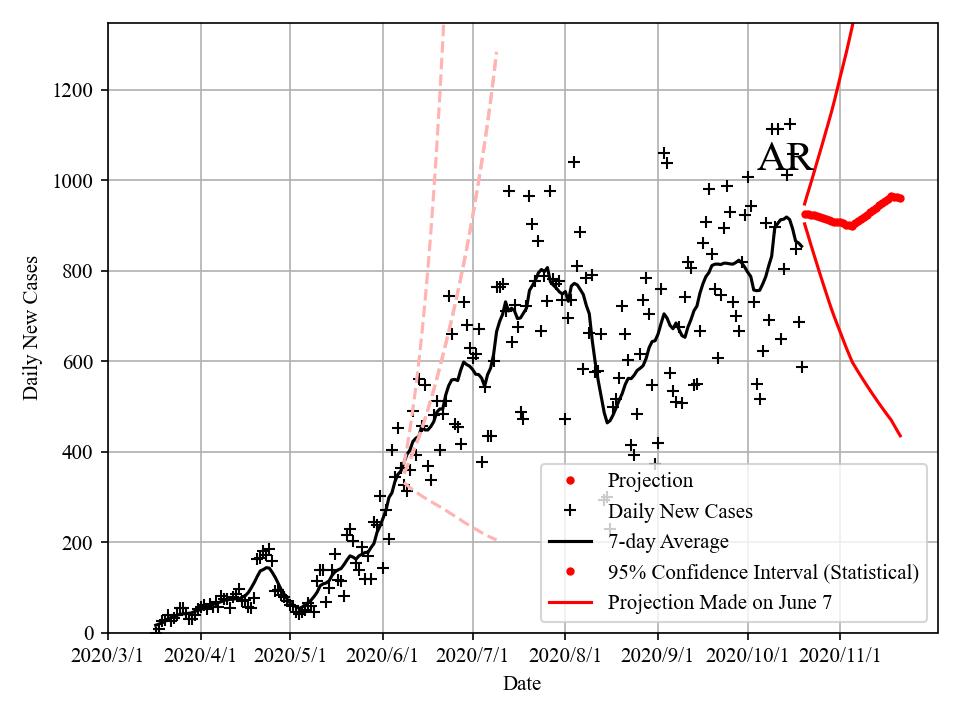 1200
1000
800
600
400
200
0
Daily New Cases
AR
Projection
Daily New Cases
7-day Average
95% Confidence Interval (Statistical)
Projection Made on June 7
2020/3/1 2020/4/1 2020/5/1 2020/6/1 2020/7/1 2020/8/1 2020/9/1 2020/10/1 2020/11/1
Date